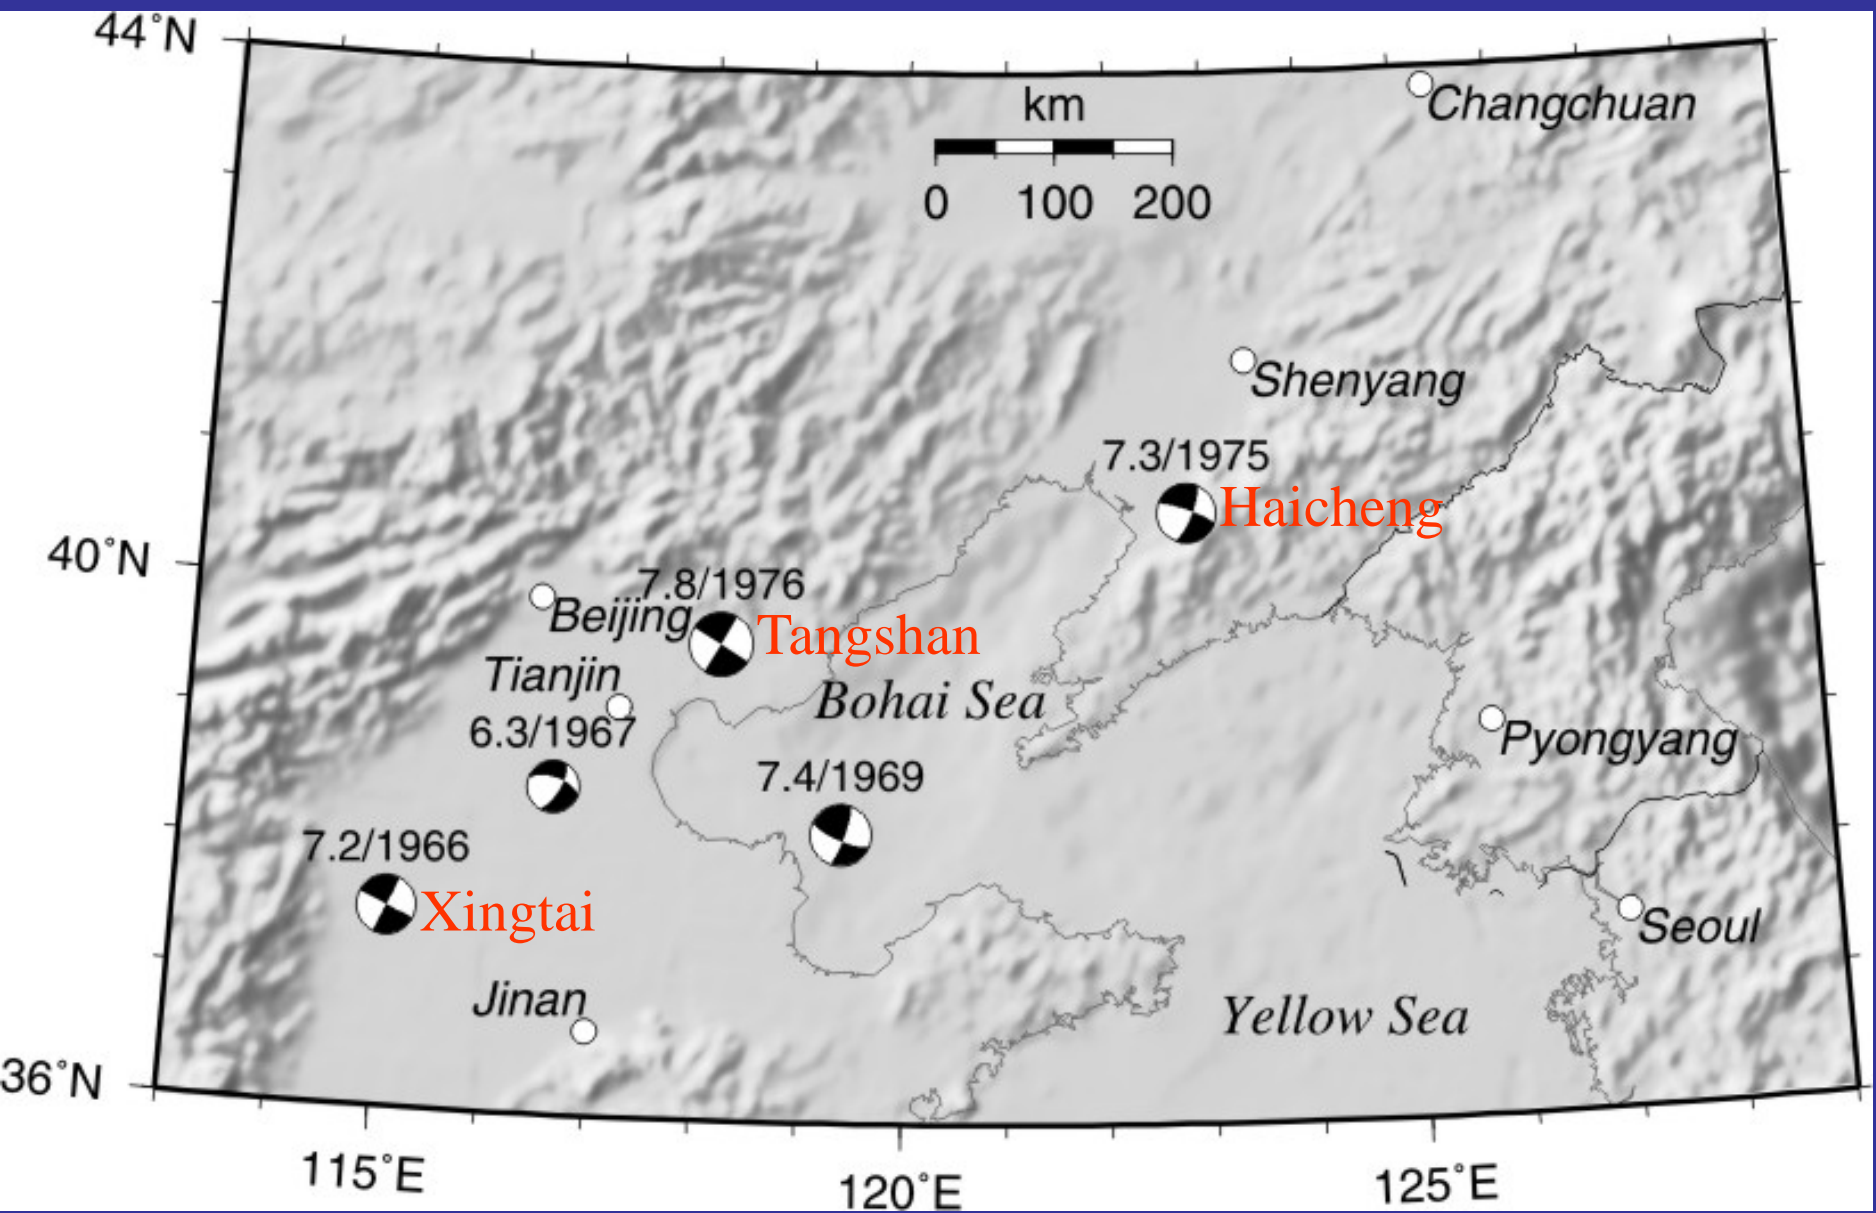 44°N
km
Changchuan
0 100 200
Shenyang
7.3/1975
Haicheng
40°N
7.8/1976
Beijing
Tangshan
Tianjin
Bohai Sea
6.3/1967
Pyongyang
7.4/1969
7.2/1966
Xingtai
Seoul
Jinan
Yellow Sea
36°N
115°E
120°E
125°E